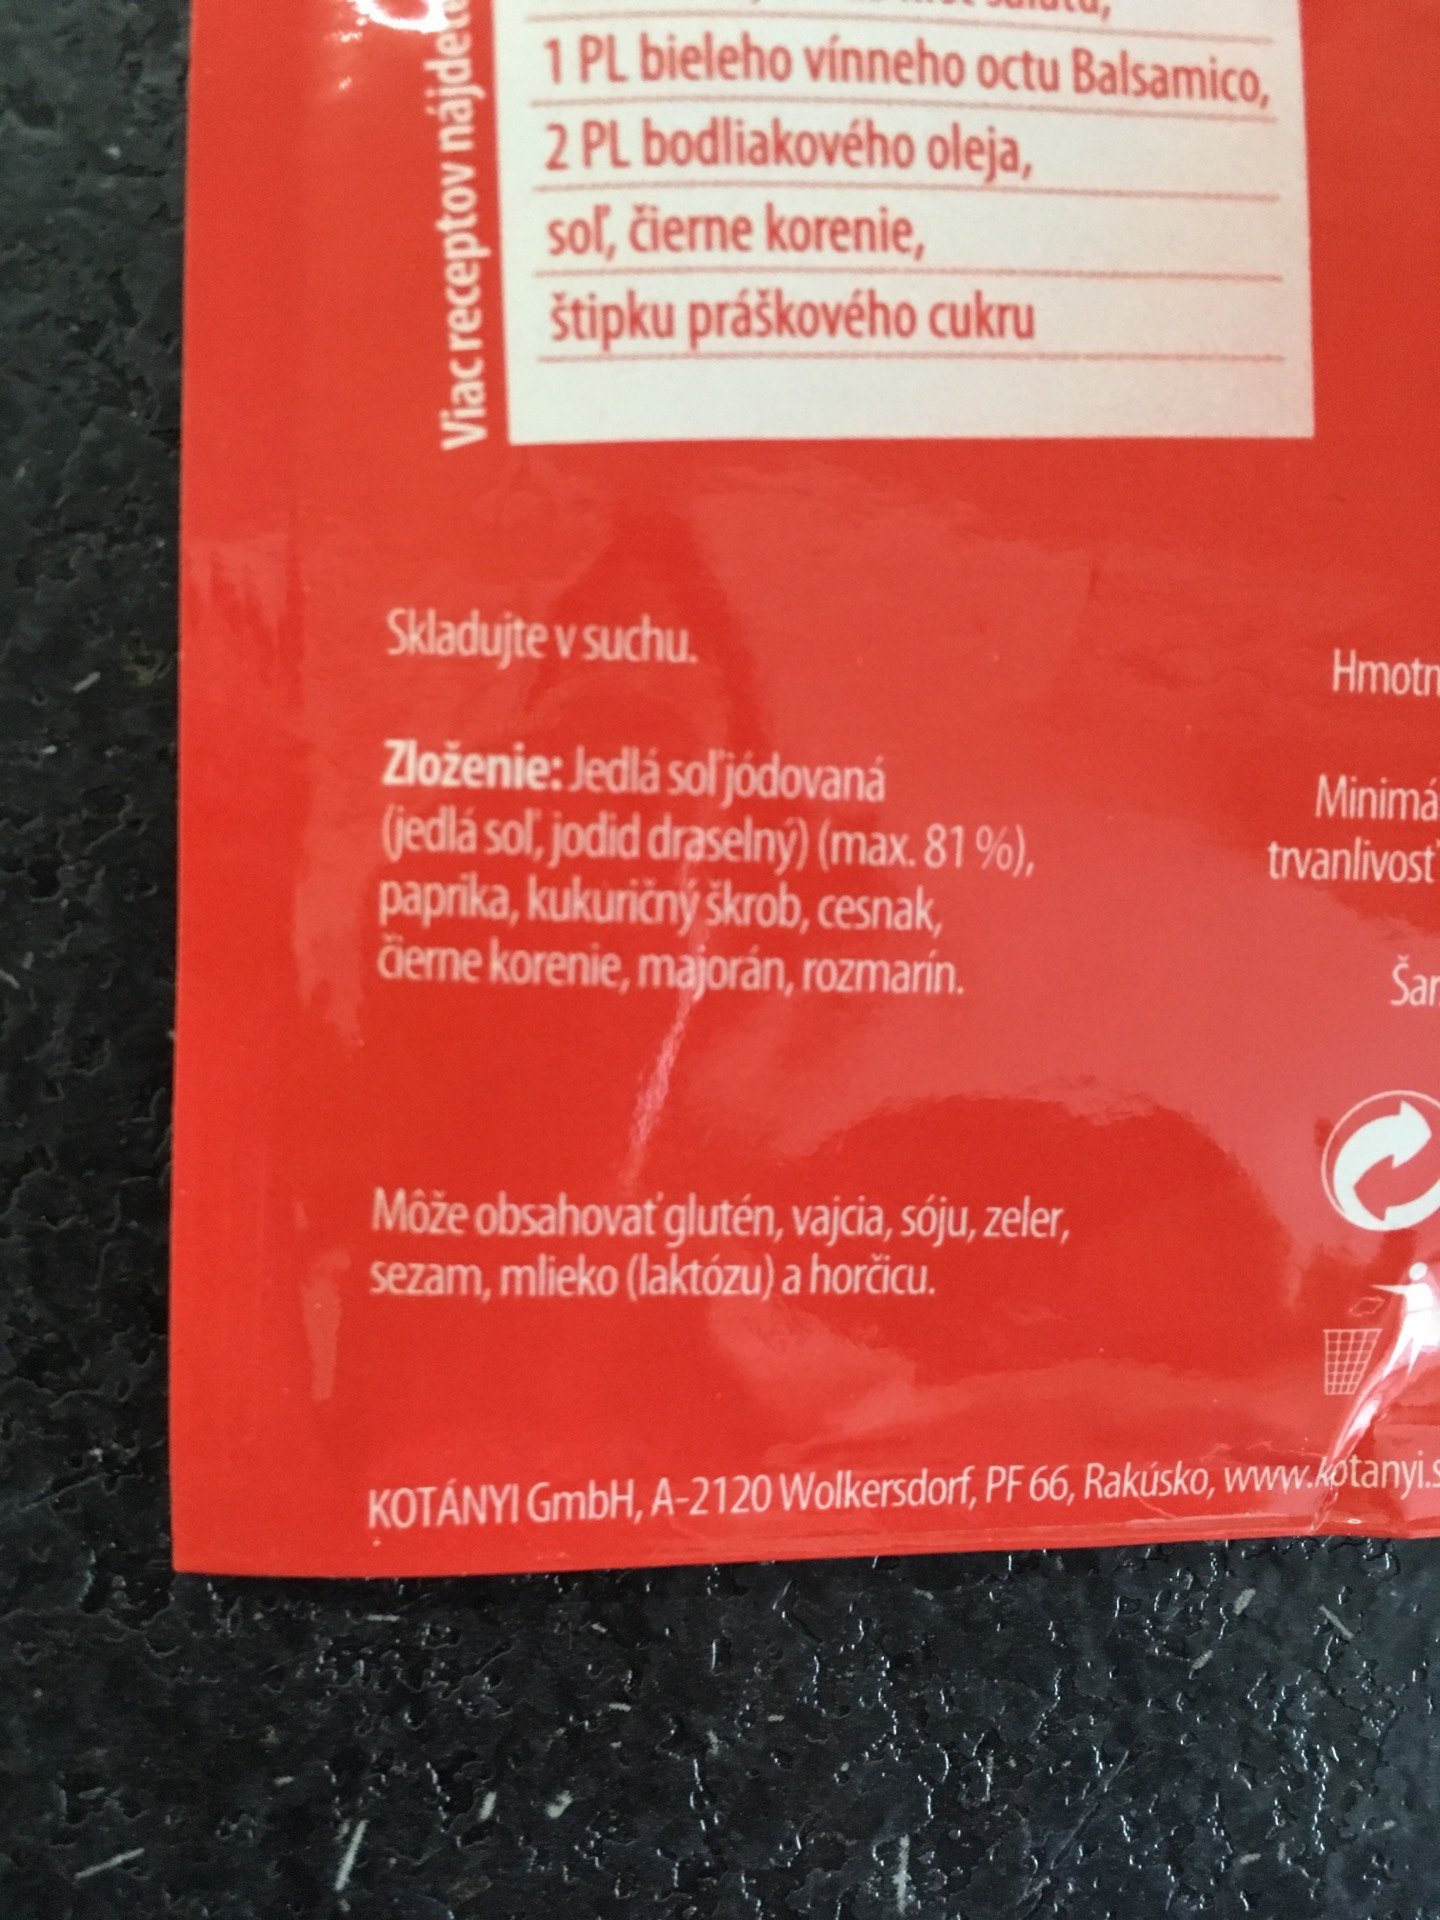 1 PL bieleho vínneho octu Balsamico,
2 PL bodliakového oleja,
soľ, čierne korenie,
štipku práškového cukru
Viac receptov nájdete
Skladujte v suchu.
Zloženie: Jedlá soľ jódovaná
(jedlá soľ, jodid draselný) (max. 81 %),
paprika, kukuričný škrob, cesnak,
čierne korenie, majorán, rozmarín.
Môže obsahovať glutén, vajcia, sóju, zeler,
sezam, mlieko (laktózu) a horčicu.
KOTÁNYI GmbH, A-2120 Wolkersdorf, PF 66, Rakúsko, www.kotanyi.s
Hmotn
Minimá
trvanlivosť
Šar